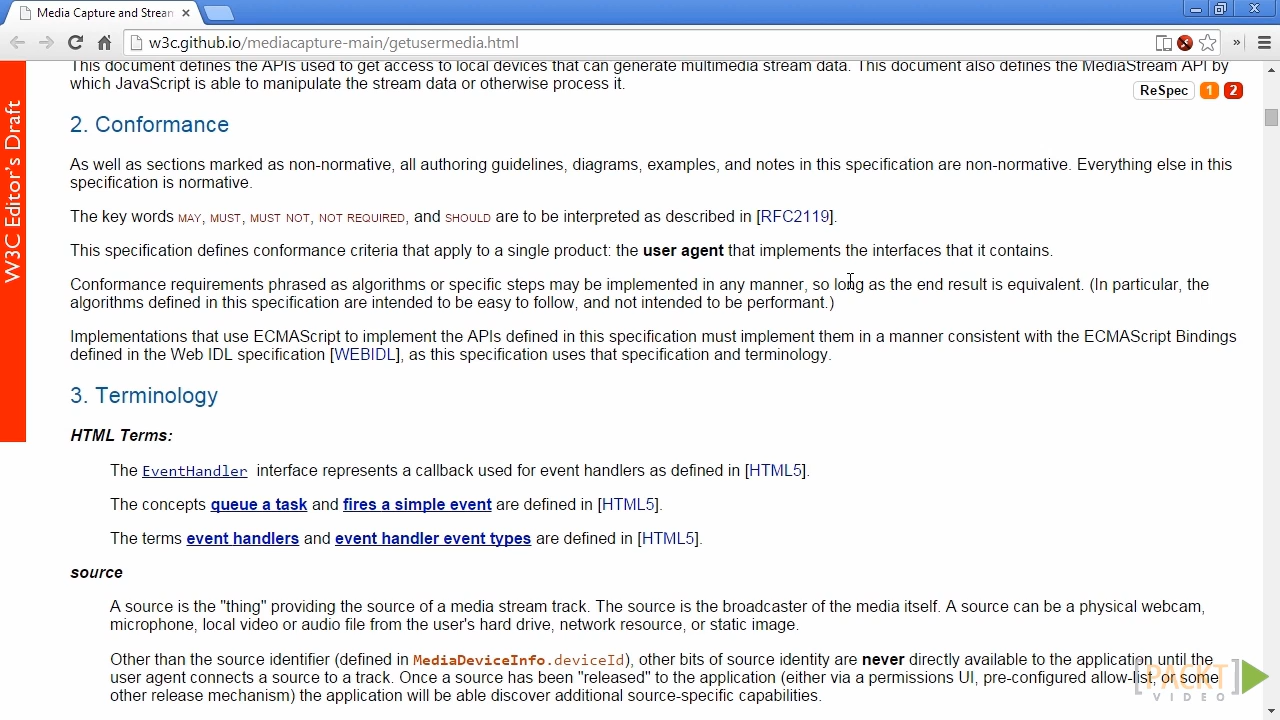 Media Capture and Stream
w3c.github.io/mediacapture-main/getusermedia.html
This document defines the APIs used to get access to local devices that can generate multimedia stream data. This document also defines the MediaStream API by
which JavaScript is able to manipulate the stream data or otherwise process it.
ReSpec 1 2
W3C Editor's Draft
2. Conformance
As well as sections marked as non-normative, all authoring guidelines, diagrams, examples, and notes in this specification are non-normative. Everything else in this
specification is normative.
The key words MAY, MUST, MUST NOT, NOT REQUIRED, and SHOULD are to be interpreted as described in [RFC2119].
This specification defines conformance criteria that apply to a single product: the user agent that implements the interfaces that it contains.
Conformance requirements phrased as algorithms or specific steps may be implemented in any manner, so long as the end result is equivalent. (In particular, the
algorithms defined in this specification are intended to be easy to follow, and not intended to be performant.)
Implementations that use ECMAScript to implement the APIs defined in this specification must implement them in a manner consistent with the ECMAScript Bindings
defined in the Web IDL specification [WEBIDL], as this specification uses that specification and terminology.
3. Terminology
HTML Terms:
The EventHandler interface represents a callback used for event handlers as defined in [HTML5].
The concepts queue a task and fires a simple event are defined in [HTML5].
The terms event handlers and event handler event types are defined in [HTML5].
source
A source is the "thing" providing the source of a media stream track. The source is the broadcaster of the media itself. A source can be a physical webcam,
microphone, local video or audio file from the user's hard drive, network resource, or static image.
Other than the source identifier (defined in MediaDeviceInfo.deviceId), other bits of source identity are never directly available to the application until the
user agent connects a source to a track. Once a source has been "released" to the application (either via a permissions UI, pre-configured allow-list, or some
other release mechanism) the application will be able discover additional source-specific capabilities.
[PACKT]
VIDEO